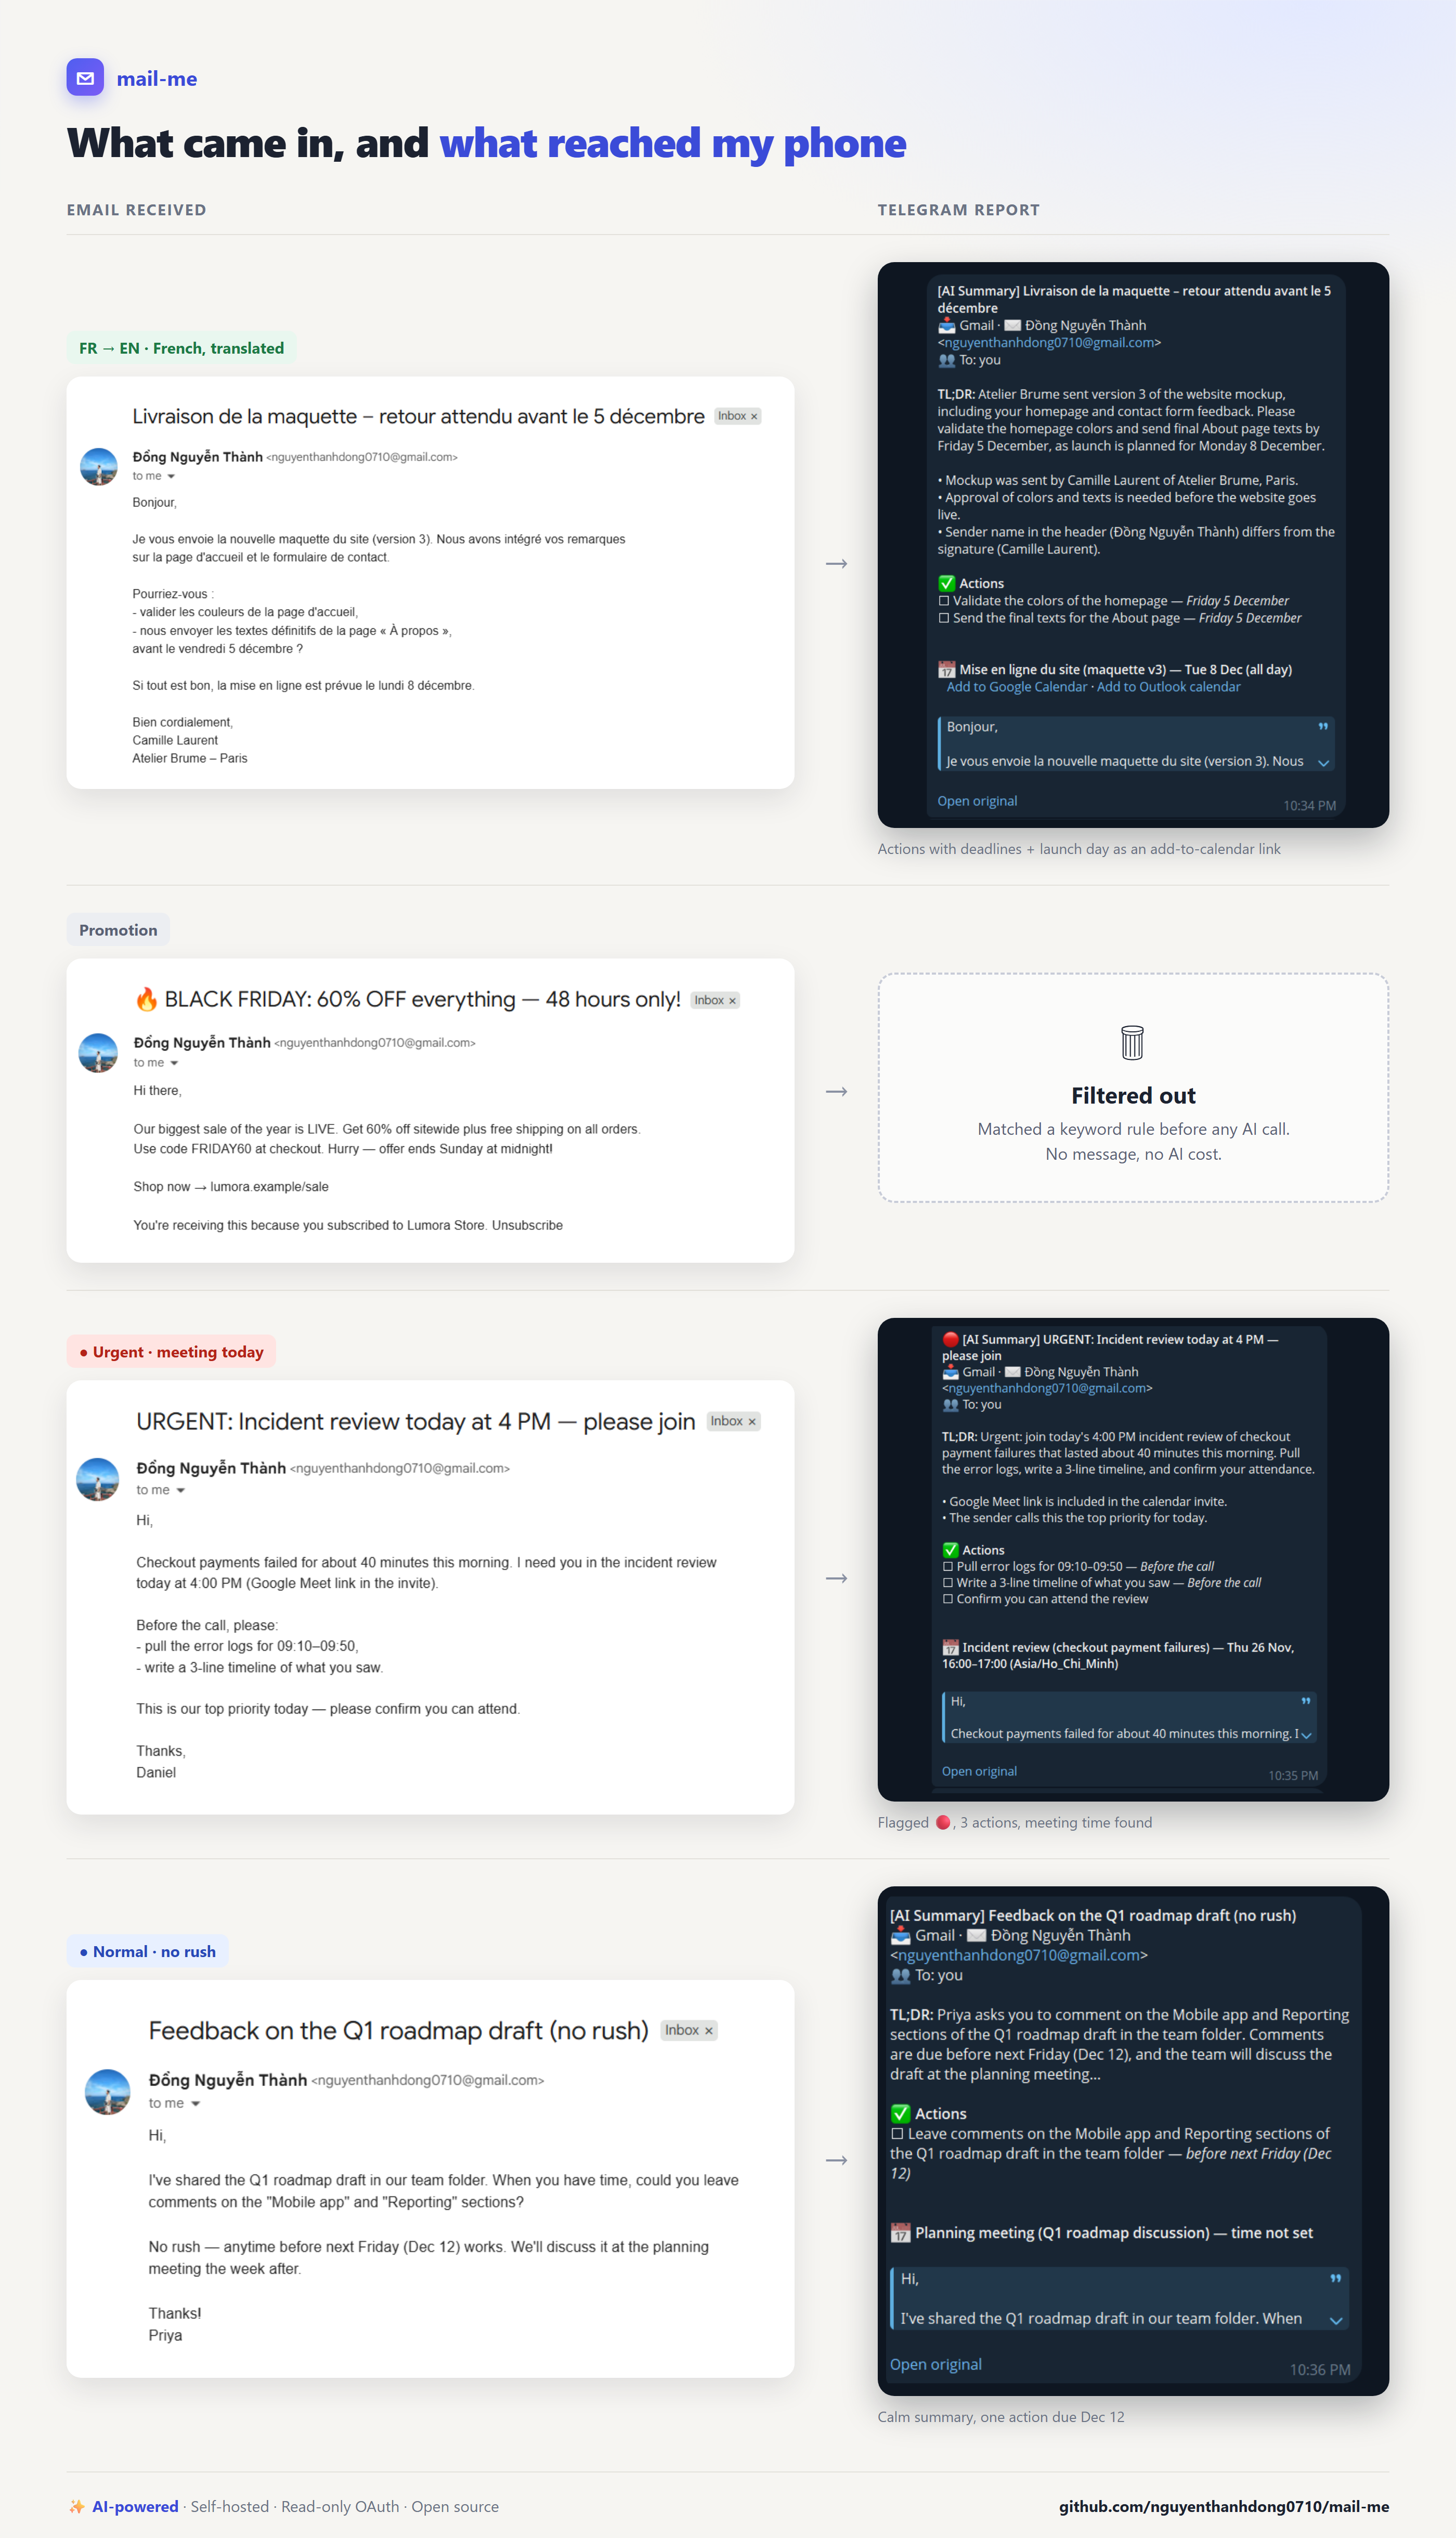 mail-me
What came in, and what reached my phone
EMAIL RECEIVED
TELEGRAM REPORT
FR → EN · French, translated
Livraison de la maquette – retour attendu avant le 5 décembre Inbox ×
Đồng Nguyễn Thành <nguyenthanhdong0710@gmail.com>
to me
Bonjour,
Je vous envoie la nouvelle maquette du site (version 3). Nous avons intégré vos remarques
sur la page d'accueil et le formulaire de contact.
Pourriez-vous :
- valider les couleurs de la page d'accueil,
- nous envoyer les textes définitifs de la page « À propos »,
avant le vendredi 5 décembre ?
Si tout est bon, la mise en ligne est prévue le lundi 8 décembre.
Bien cordialement,
Camille Laurent
Atelier Brume – Paris
→
[AI Summary] Livraison de la maquette – retour attendu avant le 5
décembre
📥 Gmail · ✉️ Đồng Nguyễn Thành
<nguyenthanhdong0710@gmail.com>
👥 To: you
TL;DR: Atelier Brume sent version 3 of the website mockup,
including your homepage and contact form feedback. Please
validate the homepage colors and send final About page texts by
Friday 5 December, as launch is planned for Monday 8 December.
• Mockup was sent by Camille Laurent of Atelier Brume, Paris.
• Approval of colors and texts is needed before the website goes
live.
• Sender name in the header (Đồng Nguyễn Thành) differs from the
signature (Camille Laurent).
✅ Actions
☐ Validate the colors of the homepage — Friday 5 December
☐ Send the final texts for the About page — Friday 5 December
📅 Mise en ligne du site (maquette v3) — Tue 8 Dec (all day)
Add to Google Calendar · Add to Outlook calendar
Bonjour,
Je vous envoie la nouvelle maquette du site (version 3). Nous
Open original
10:34 PM
Actions with deadlines + launch day as an add-to-calendar link
Promotion
🔥 BLACK FRIDAY: 60% OFF everything — 48 hours only! Inbox ×
Đồng Nguyễn Thành <nguyenthanhdong0710@gmail.com>
to me
Hi there,
Our biggest sale of the year is LIVE. Get 60% off sitewide plus free shipping on all orders.
Use code FRIDAY60 at checkout. Hurry — offer ends Sunday at midnight!
Shop now → lumora.example/sale
You're receiving this because you subscribed to Lumora Store. Unsubscribe
→
Filtered out
Matched a keyword rule before any AI call.
No message, no AI cost.
● Urgent · meeting today
URGENT: Incident review today at 4 PM — please join Inbox ×
Đồng Nguyễn Thành <nguyenthanhdong0710@gmail.com>
to me
Hi,
Checkout payments failed for about 40 minutes this morning. I need you in the incident review
today at 4:00 PM (Google Meet link in the invite).
Before the call, please:
- pull the error logs for 09:10–09:50,
- write a 3-line timeline of what you saw.
This is our top priority today — please confirm you can attend.
Thanks,
Daniel
→
🔴 [AI Summary] URGENT: Incident review today at 4 PM —
please join
📥 Gmail · ✉️ Đồng Nguyễn Thành
<nguyenthanhdong0710@gmail.com>
👥 To: you
TL;DR: Urgent: join today's 4:00 PM incident review of checkout
payment failures that lasted about 40 minutes this morning. Pull
the error logs, write a 3-line timeline, and confirm your attendance.
• Google Meet link is included in the calendar invite.
• The sender calls this the top priority for today.
✅ Actions
☐ Pull error logs for 09:10–09:50 — Before the call
☐ Write a 3-line timeline of what you saw — Before the call
☐ Confirm you can attend the review
📅 Incident review (checkout payment failures) — Thu 26 Nov,
16:00–17:00 (Asia/Ho_Chi_Minh)
Hi,
Checkout payments failed for about 40 minutes this morning. I
Open original
10:35 PM
Flagged 🔴, 3 actions, meeting time found
● Normal · no rush
Feedback on the Q1 roadmap draft (no rush) Inbox ×
Đồng Nguyễn Thành <nguyenthanhdong0710@gmail.com>
to me
Hi,
I've shared the Q1 roadmap draft in our team folder. When you have time, could you leave
comments on the "Mobile app" and "Reporting" sections?
No rush — anytime before next Friday (Dec 12) works. We'll discuss it at the planning
meeting the week after.
Thanks!
Priya
→
[AI Summary] Feedback on the Q1 roadmap draft (no rush)
📥 Gmail · ✉️ Đồng Nguyễn Thành
<nguyenthanhdong0710@gmail.com>
👥 To: you
TL;DR: Priya asks you to comment on the Mobile app and Reporting
sections of the Q1 roadmap draft in the team folder. Comments
are due before next Friday (Dec 12), and the team will discuss the
draft at the planning meeting...
✅ Actions
☐ Leave comments on the Mobile app and Reporting sections of
the Q1 roadmap draft in the team folder — before next Friday (Dec
12)
📅 Planning meeting (Q1 roadmap discussion) — time not set
Hi,
I've shared the Q1 roadmap draft in our team folder. When
Open original
10:36 PM
Calm summary, one action due Dec 12
✨ AI-powered · Self-hosted · Read-only OAuth · Open source
github.com/nguyenthanhdong0710/mail-me